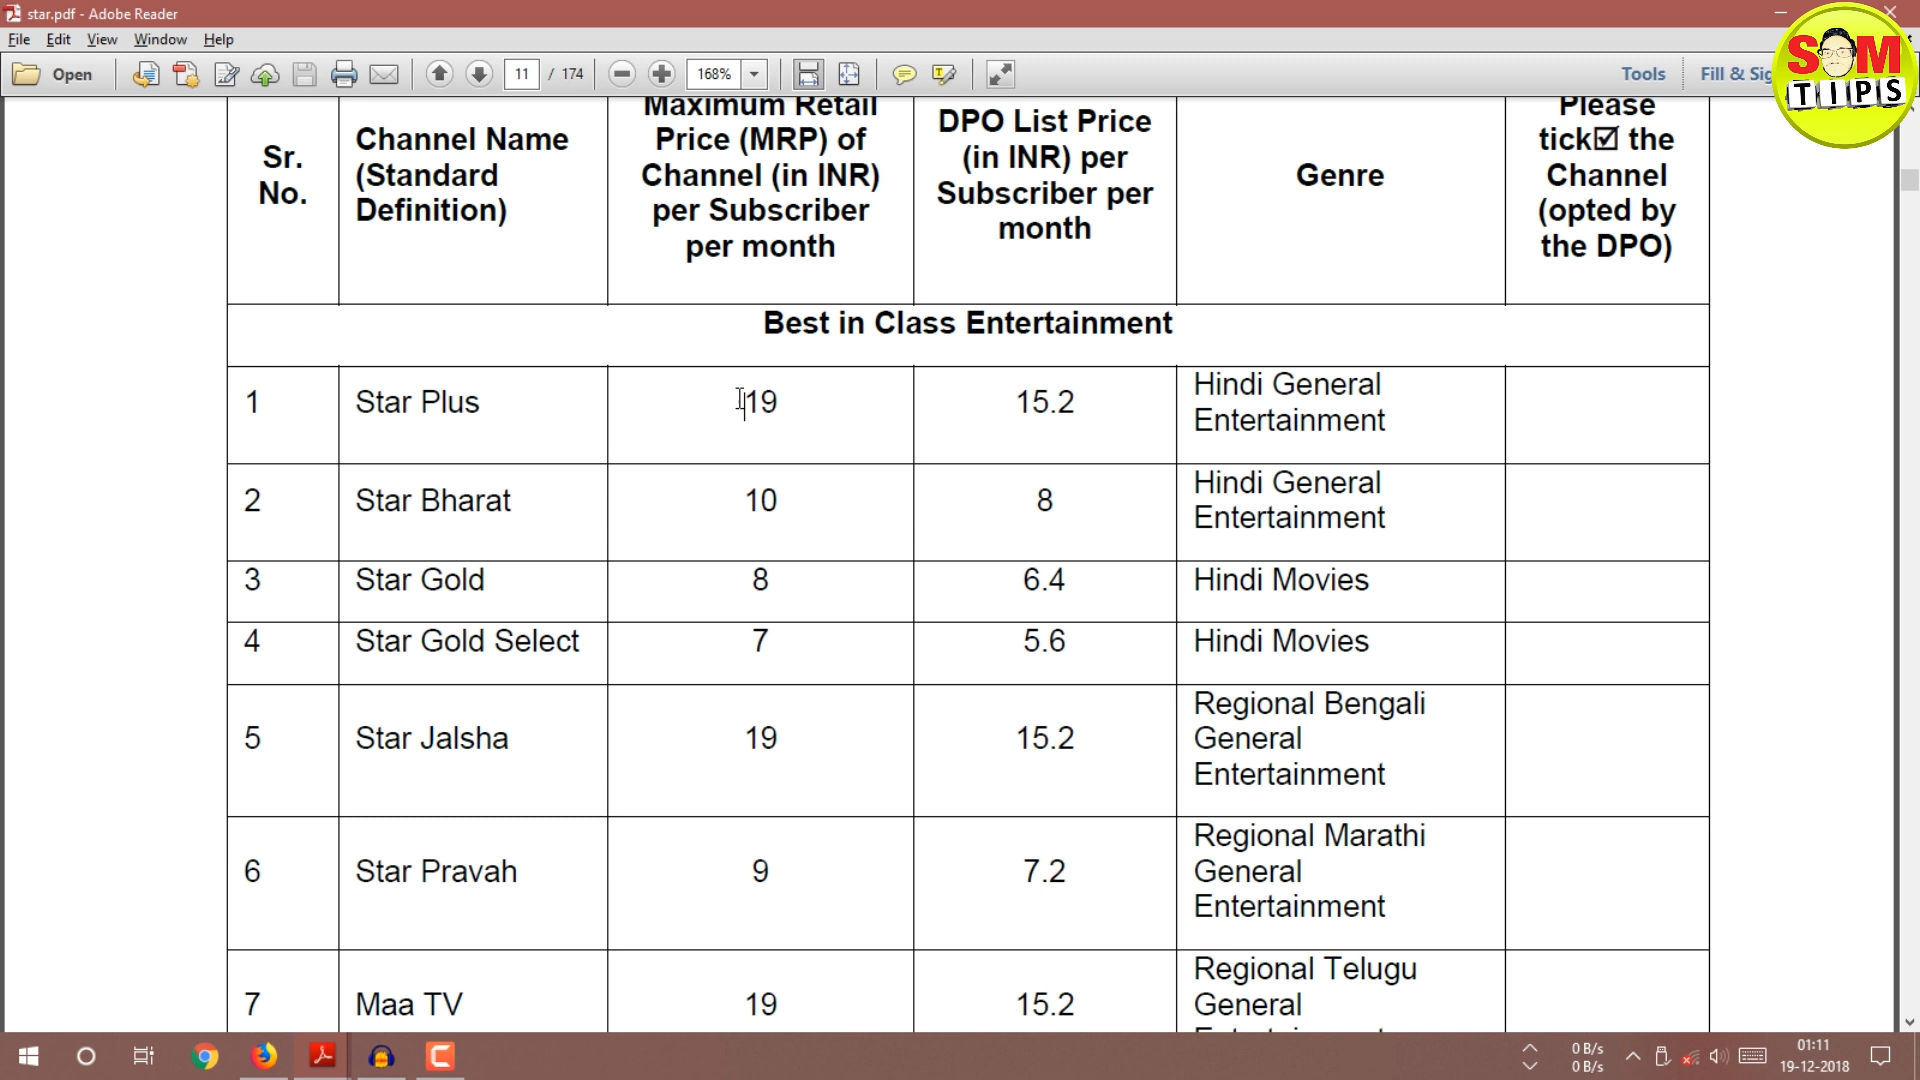 star.pdf - Adobe Reader
File Edit View Window Help
Open 11 / 174 168% Tools Fill & Sig
SOM
TIPS
Sr.
No.
Channel Name
(Standard
Definition)
Maximum Retail
Price (MRP) of
Channel (in INR)
per Subscriber
per month
DPO List Price
(in INR) per
Subscriber per
month
Genre
Please
tick☑ the
Channel
(opted by
the DPO)
Best in Class Entertainment
1 Star Plus 19 15.2 Hindi General
Entertainment
2 Star Bharat 10 8 Hindi General
Entertainment
3 Star Gold 8 6.4 Hindi Movies
4 Star Gold Select 7 5.6 Hindi Movies
5 Star Jalsha 19 15.2 Regional Bengali
General
Entertainment
6 Star Pravah 9 7.2 Regional Marathi
General
Entertainment
7 Maa TV 19 15.2 Regional Telugu
General
0 B/s
0 B/s
01:11
19-12-2018